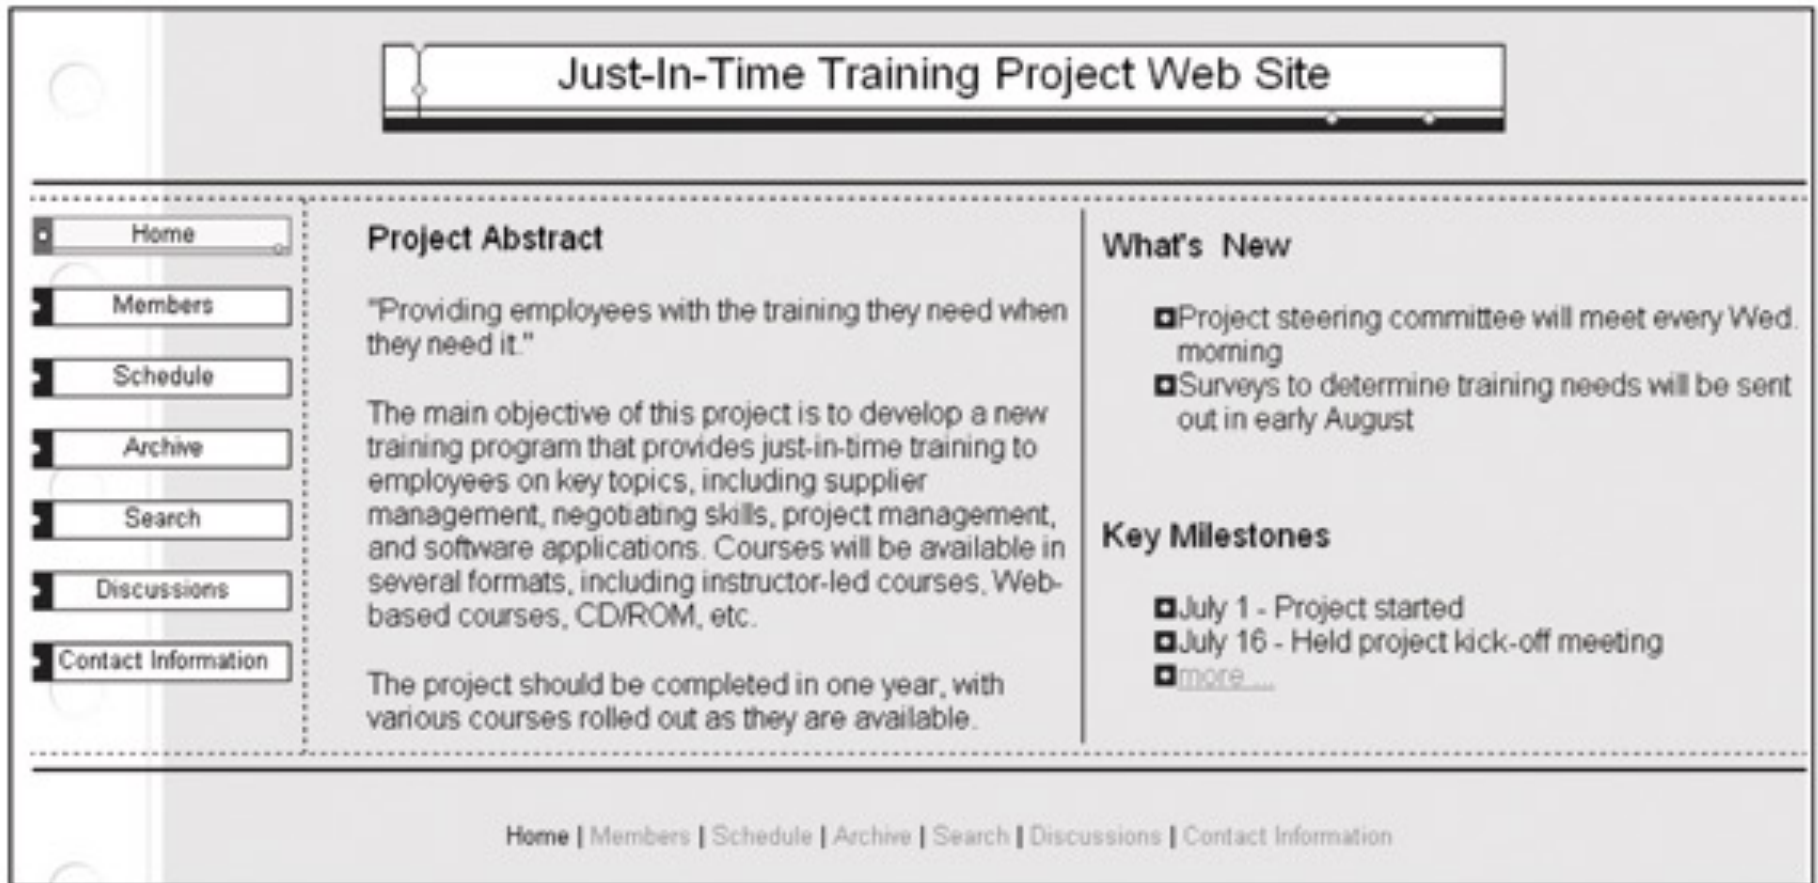 Just-In-Time Training Project Web Site
Home
Members
Schedule
Archive
Search
Discussions
Contact Information
Project Abstract
"Providing employees with the training they need when
they need it."
The main objective of this project is to develop a new
training program that provides just-in-time training to
employees on key topics, including supplier
management, negotiating skills, project management,
and software applications. Courses will be available in
several formats, including instructor-led courses, Web-
based courses, CD/ROM, etc.
The project should be completed in one year, with
various courses rolled out as they are available.
What's New
Project steering committee will meet every Wed.
morning
Surveys to determine training needs will be sent
out in early August
Key Milestones
July 1 - Project started
July 16 - Held project kick-off meeting
more ...
Home | Members | Schedule | Archive | Search | Discussions | Contact Information